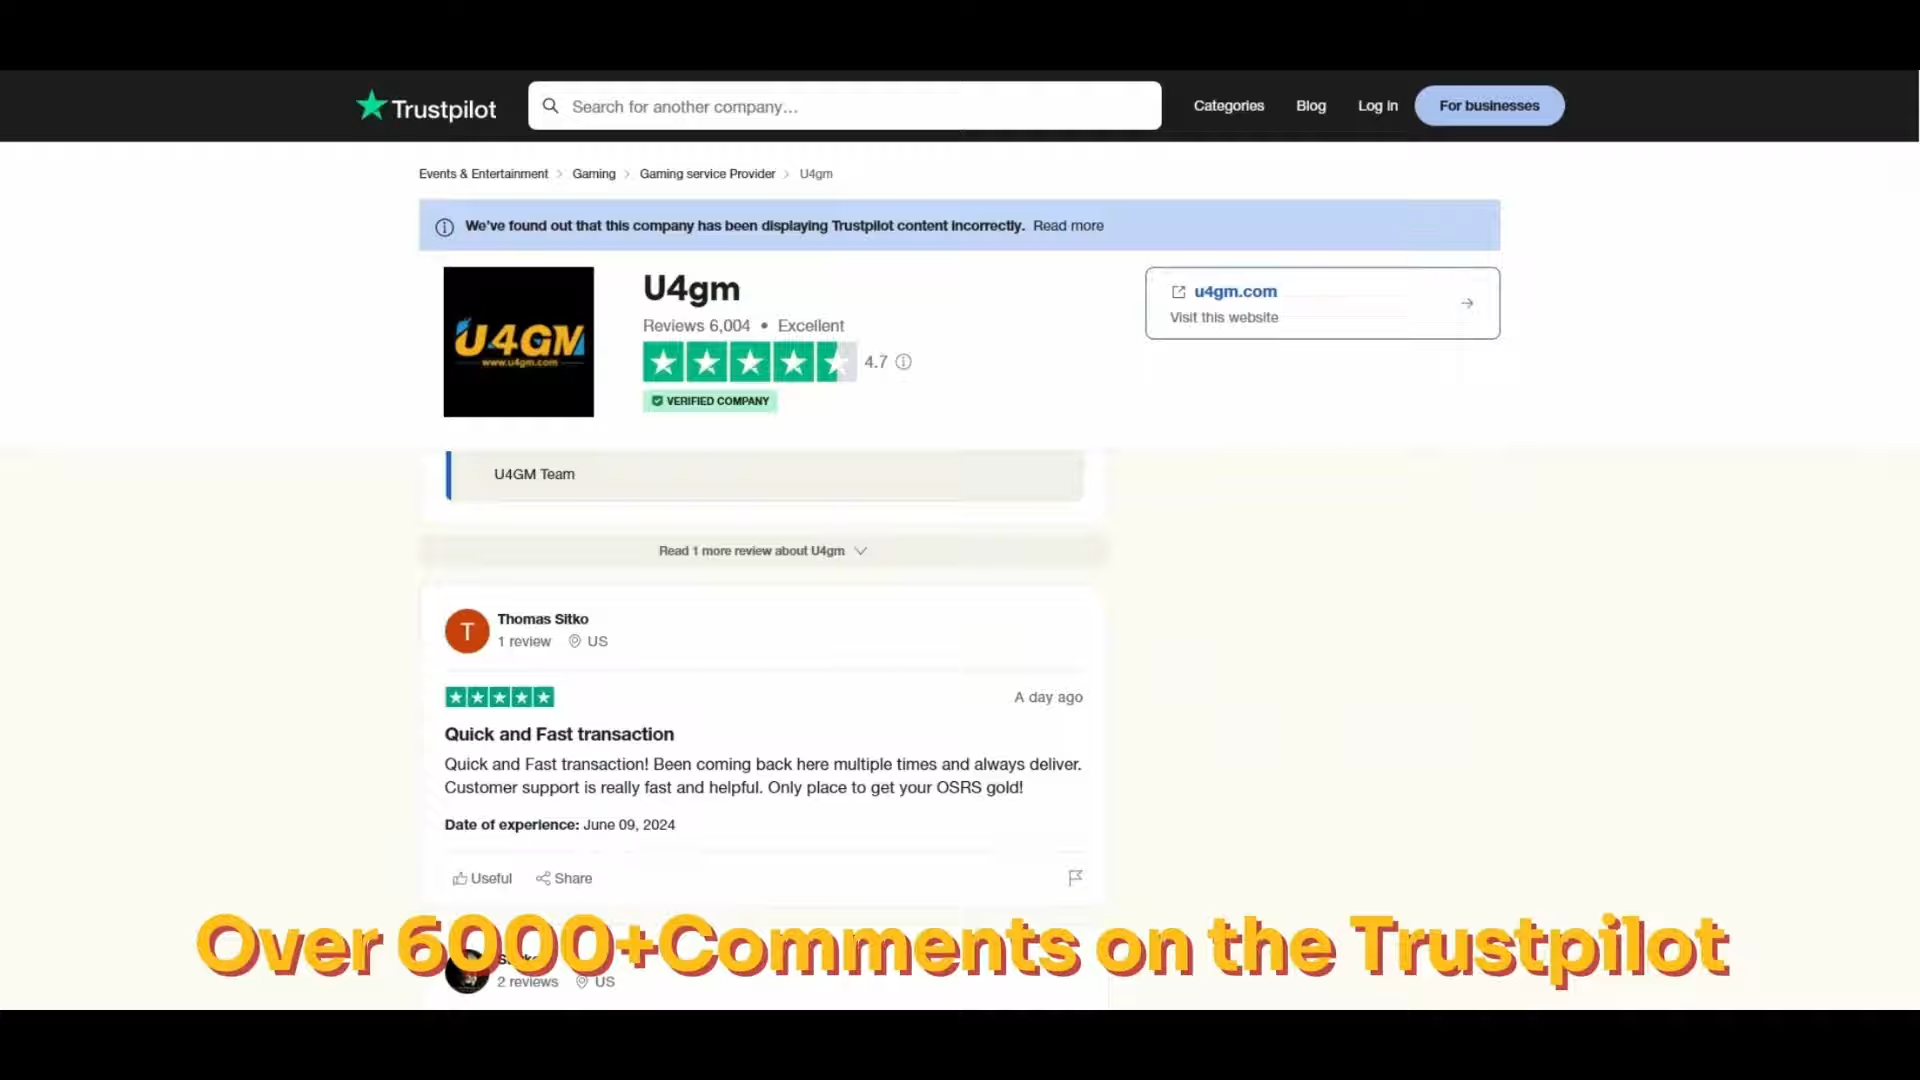 Trustpilot
Search for another company...
Categories
Blog
Log in
For businesses
Events & Entertainment > Gaming > Gaming service Provider > U4gm
We've found out that this company has been displaying Trustpilot content incorrectly. Read more
U4GM
www.u4gm.com
U4gm
Reviews 6,004 • Excellent
4.7
VERIFIED COMPANY
u4gm.com
Visit this website
U4GM Team
Read 1 more review about U4gm
T
Thomas Sitko
1 review US
A day ago
Quick and Fast transaction
Quick and Fast transaction! Been coming back here multiple times and always deliver.
Customer support is really fast and helpful. Only place to get your OSRS gold!
Date of experience: June 09, 2024
Useful
Share
Over 6000+Comments on the Trustpilot
2 reviews US